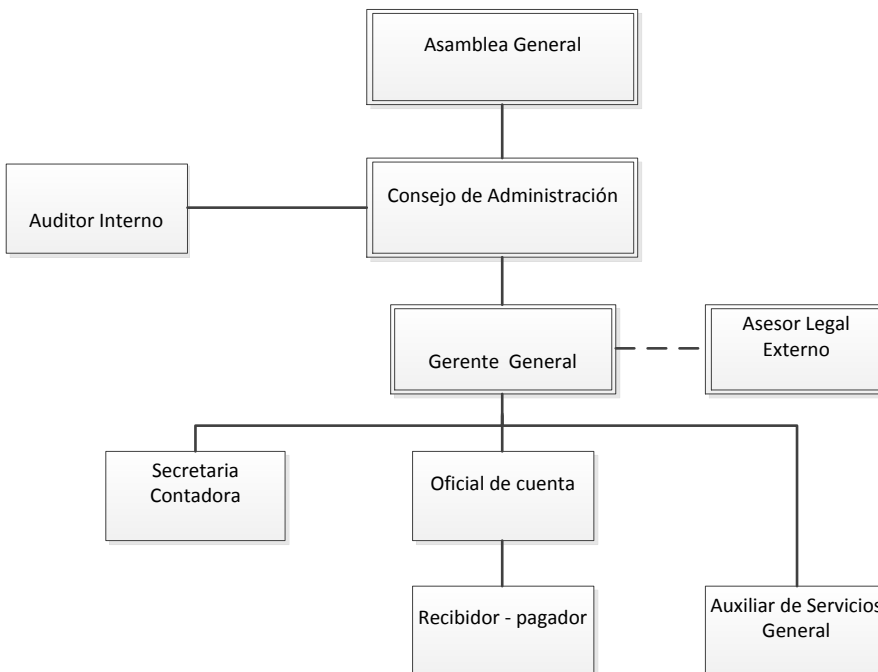 Asamblea General
Consejo de Administración
Auditor Interno
Gerente General
Asesor Legal
Externo
Secretaria
Contadora
Oficial de cuenta
Recibidor - pagador
Auxiliar de Servicios
General